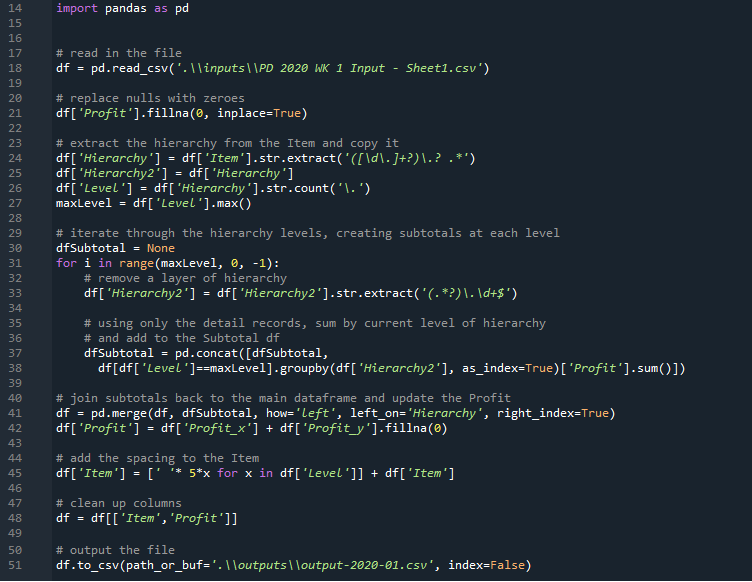 14 import pandas as pd
15
16
17 # read in the file
18 df = pd.read_csv('.\\inputs\\PD 2020 WK 1 Input - Sheet1.csv')
19
20 # replace nulls with zeroes
21 df['Profit'].fillna(0, inplace=True)
22
23 # extract the hierarchy from the Item and copy it
24 df['Hierarchy'] = df['Item'].str.extract('([\d\.]+?)\.? .*')
25 df['Hierarchy2'] = df['Hierarchy']
26 df['Level'] = df['Hierarchy'].str.count('\.')
27 maxLevel = df['Level'].max()
28
29 # iterate through the hierarchy levels, creating subtotals at each level
30 dfSubtotal = None
31 for i in range(maxLevel, 0, -1):
32     # remove a layer of hierarchy
33     df['Hierarchy2'] = df['Hierarchy2'].str.extract('(.*?)\.\d+$')
34
35     # using only the detail records, sum by current level of hierarchy
36     # and add to the Subtotal df
37     dfSubtotal = pd.concat([dfSubtotal,
38       df[df['Level']==maxLevel].groupby(df['Hierarchy2'], as_index=True)['Profit'].sum()])
39
40 # join subtotals back to the main dataframe and update the Profit
41 df = pd.merge(df, dfSubtotal, how='left', left_on='Hierarchy', right_index=True)
42 df['Profit'] = df['Profit_x'] + df['Profit_y'].fillna(0)
43
44 # add the spacing to the Item
45 df['Item'] = [' '* 5*x for x in df['Level']] + df['Item']
46
47 # clean up columns
48 df = df[['Item','Profit']]
49
50 # output the file
51 df.to_csv(path_or_buf='.\\outputs\\output-2020-01.csv', index=False)